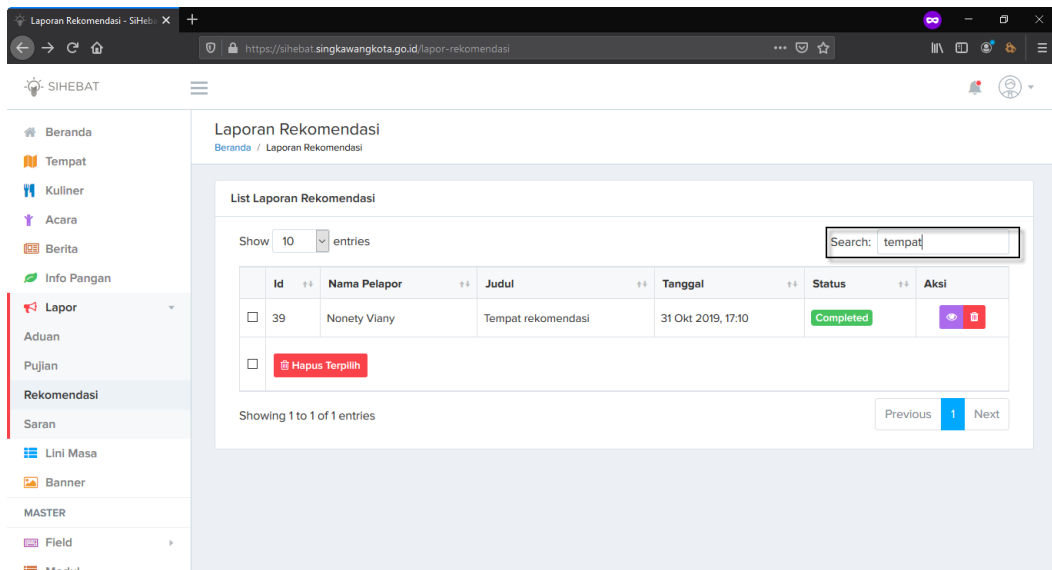 Laporan Rekomendasi - SiHeba
https://sihebat.singkawangkota.go.id/lapor-rekomendasi
SIHEBAT
Beranda
Tempat
Kuliner
Acara
Berita
Info Pangan
Lapor
Aduan
Pujian
Rekomendasi
Saran
Lini Masa
Banner
MASTER
Field
Laporan Rekomendasi
Beranda / Laporan Rekomendasi
List Laporan Rekomendasi
Show 10 entries
Search: tempat
Id Nama Pelapor Judul Tanggal Status Aksi
39 Nonety Viany Tempat rekomendasi 31 Okt 2019, 17:10 Completed
Hapus Terpilih
Showing 1 to 1 of 1 entries
Previous 1 Next